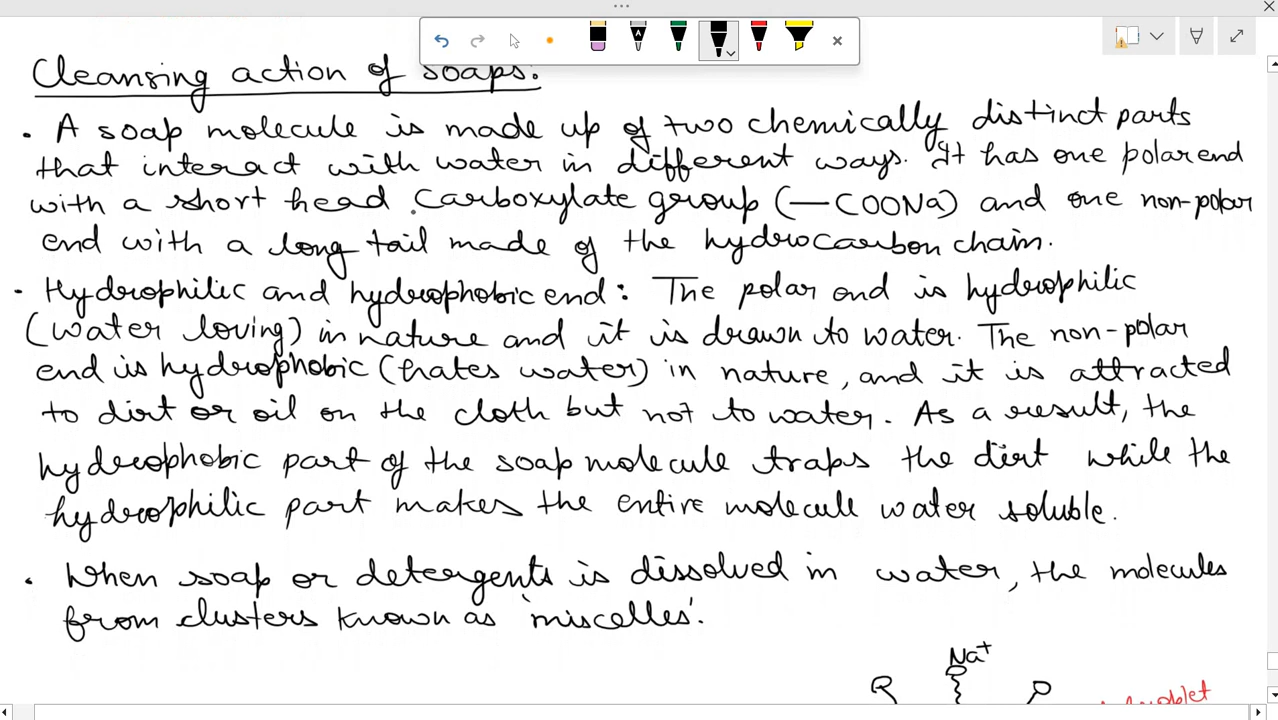 Cleansing action of soaps:
• A soap molecule is made up of two chemically distinct parts
that interact with water in different ways. It has one polar end
with a short head carboxylate group (—COONa) and one non-polar
end with a long tail made of the hydrocarbon chain.
• Hydrophilic and hydrophobic end: The polar end is hydrophilic
(water loving) in nature and it is drawn to water. The non-polar
end is hydrophobic (hates water) in nature, and it is attracted
to dirt or oil on the cloth but not to water. As a result, the
hydrophobic part of the soap molecule traps the dirt while the
hydrophilic part makes the entire molecule water soluble.
• When soap or detergents is dissolved in water, the molecules
from clusters known as 'miscelles'.
Na+